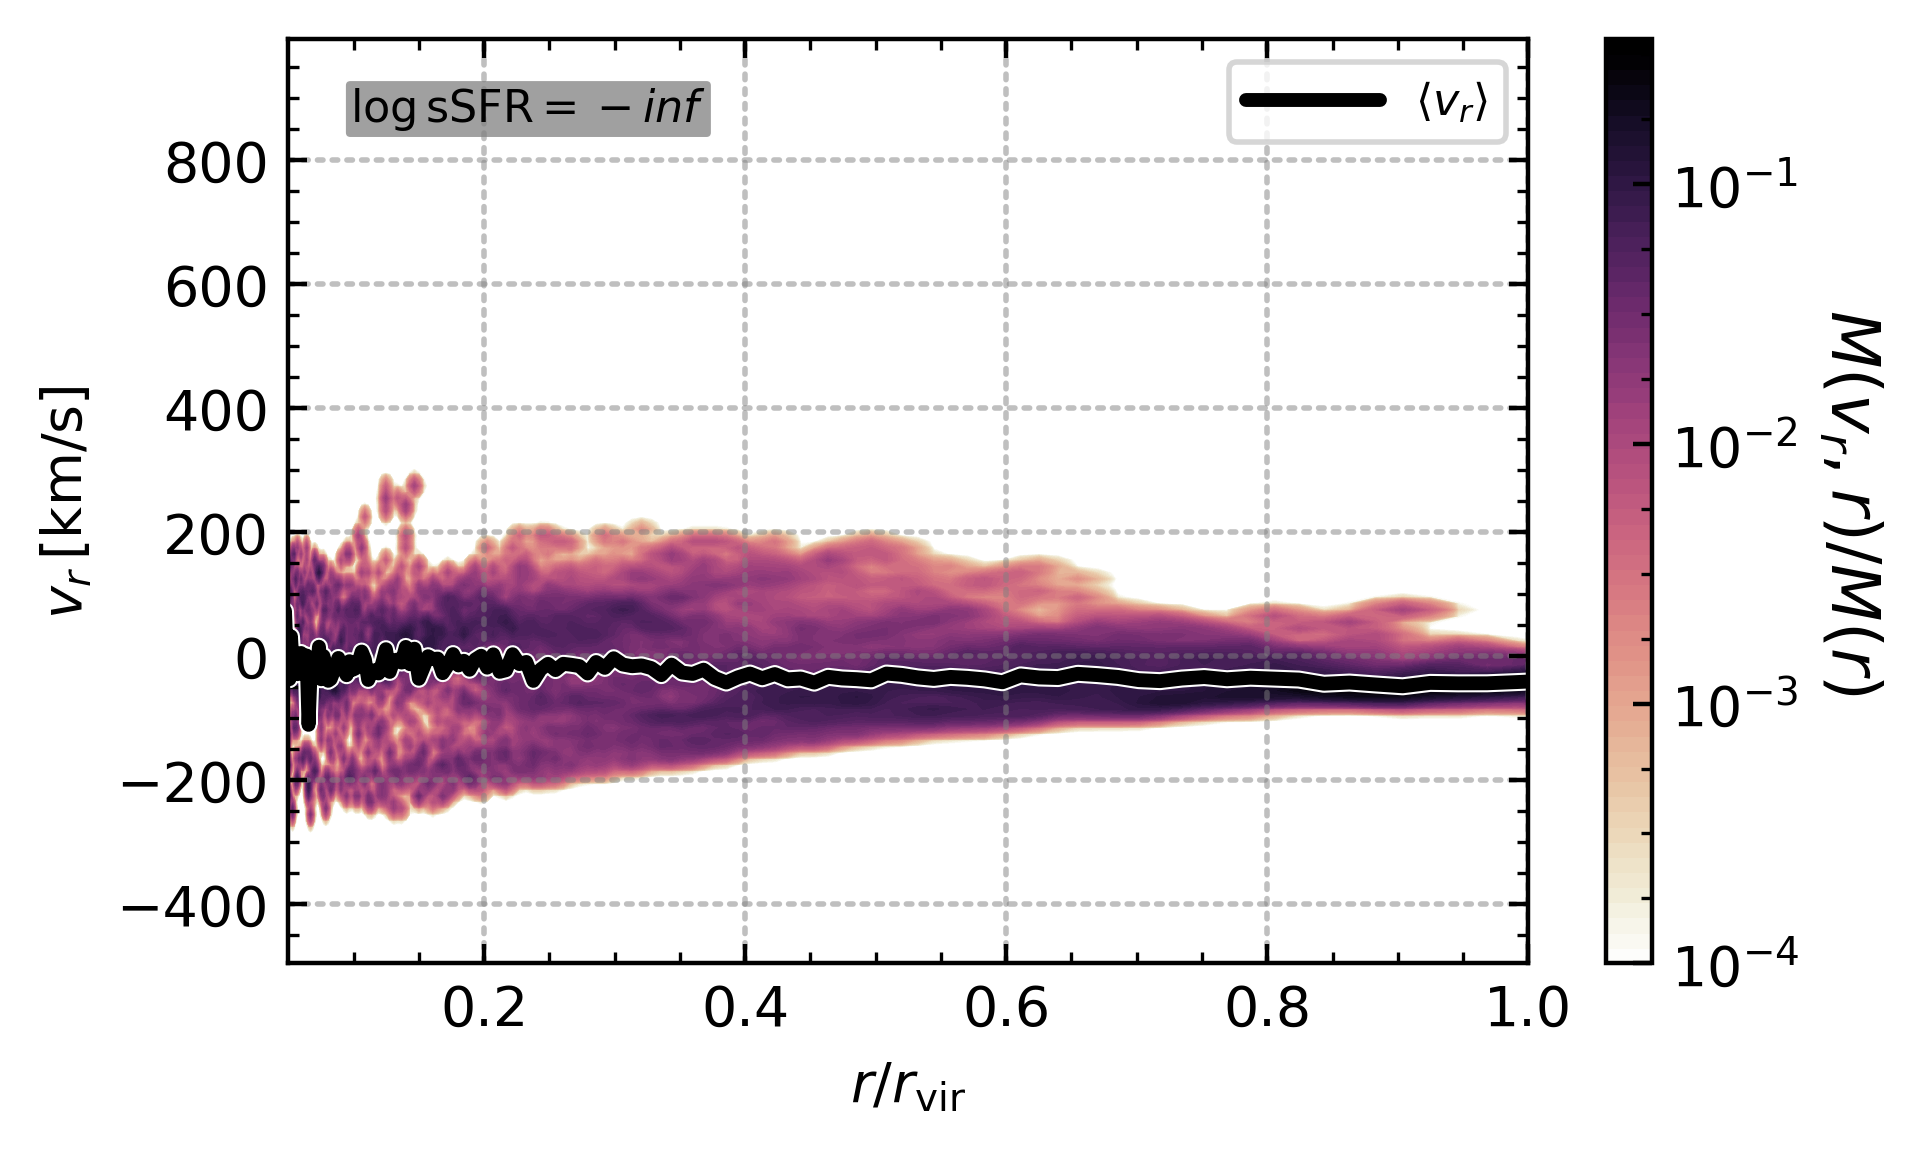 log sSFR = −inf
⟨v_r⟩
800
600
400
200
0
−200
−400
v_r [km/s]
0.2 0.4 0.6 0.8 1.0
r/r_vir
10^−1
10^−2
10^−3
10^−4
M(v_r, r)/M(r)